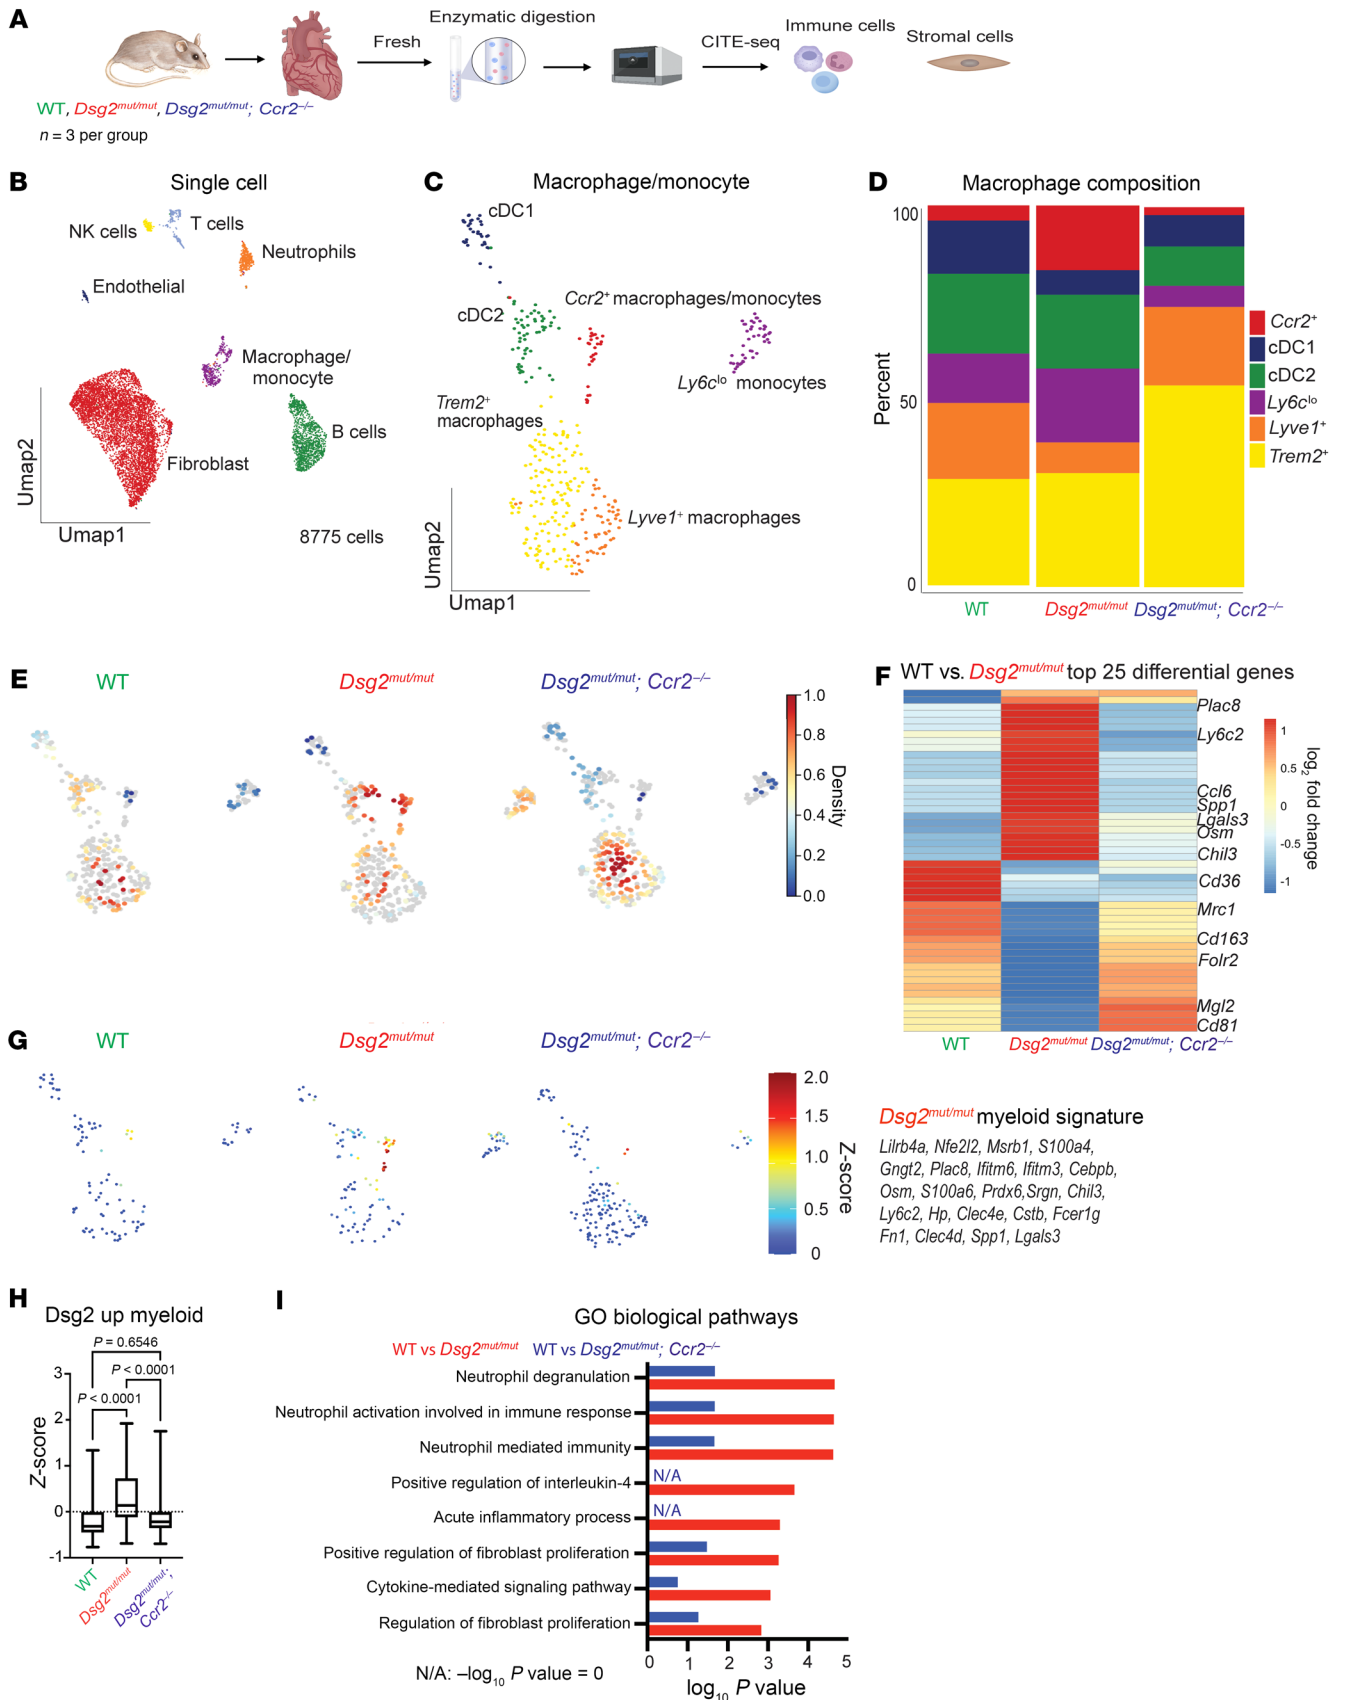 A
Fresh
Enzymatic digestion
CITE-seq
Immune cells
Stromal cells
WT, Dsg2mut/mut, Dsg2mut/mut; Ccr2–/–
n = 3 per group
B
Single cell
NK cells
T cells
Neutrophils
Endothelial
Macrophage/
monocyte
B cells
Fibroblast
Umap2
Umap1
8775 cells
C
Macrophage/monocyte
cDC1
Ccr2+ macrophages/monocytes
cDC2
Ly6clo monocytes
Trem2+
macrophages
Lyve1+ macrophages
Umap2
Umap1
D
Macrophage composition
100
50
0
Percent
WT
Dsg2mut/mut
Dsg2mut/mut; Ccr2–/–
Ccr2+
cDC1
cDC2
Ly6clo
Lyve1+
Trem2+
E
WT
Dsg2mut/mut
Dsg2mut/mut; Ccr2–/–
1.0
0.8
0.6
0.4
0.2
0.0
Density
F
WT vs. Dsg2mut/mut top 25 differential genes
Plac8
Ly6c2
Ccl6
Spp1
Lgals3
Osm
Chil3
Cd36
Mrc1
Cd163
Folr2
Mgl2
Cd81
1
0.5
0
-0.5
-1
log2 fold change
WT
Dsg2mut/mut
Dsg2mut/mut; Ccr2–/–
G
WT
Dsg2mut/mut
Dsg2mut/mut; Ccr2–/–
2.0
1.5
1.0
0.5
0
Z-score
Dsg2mut/mut myeloid signature
Lilrb4a, Nfe2l2, Msrb1, S100a4,
Gngt2, Plac8, Ifitm6, Ifitm3, Cebpb,
Osm, S100a6, Prdx6,Srgn, Chil3,
Ly6c2, Hp, Clec4e, Cstb, Fcer1g
Fn1, Clec4d, Spp1, Lgals3
H
Dsg2 up myeloid
P = 0.6546
P < 0.0001
P < 0.0001
3
2
1
0
-1
Z-score
WT
Dsg2mut/mut
Dsg2mut/mut;
Ccr2–/–
I
GO biological pathways
WT vs Dsg2mut/mut
WT vs Dsg2mut/mut; Ccr2–/–
Neutrophil degranulation
Neutrophil activation involved in immune response
Neutrophil mediated immunity
Positive regulation of interleukin-4
N/A
Acute inflammatory process
N/A
Positive regulation of fibroblast proliferation
Cytokine-mediated signaling pathway
Regulation of fibroblast proliferation
0 1 2 3 4 5
N/A: –log10 P value = 0
log10 P value